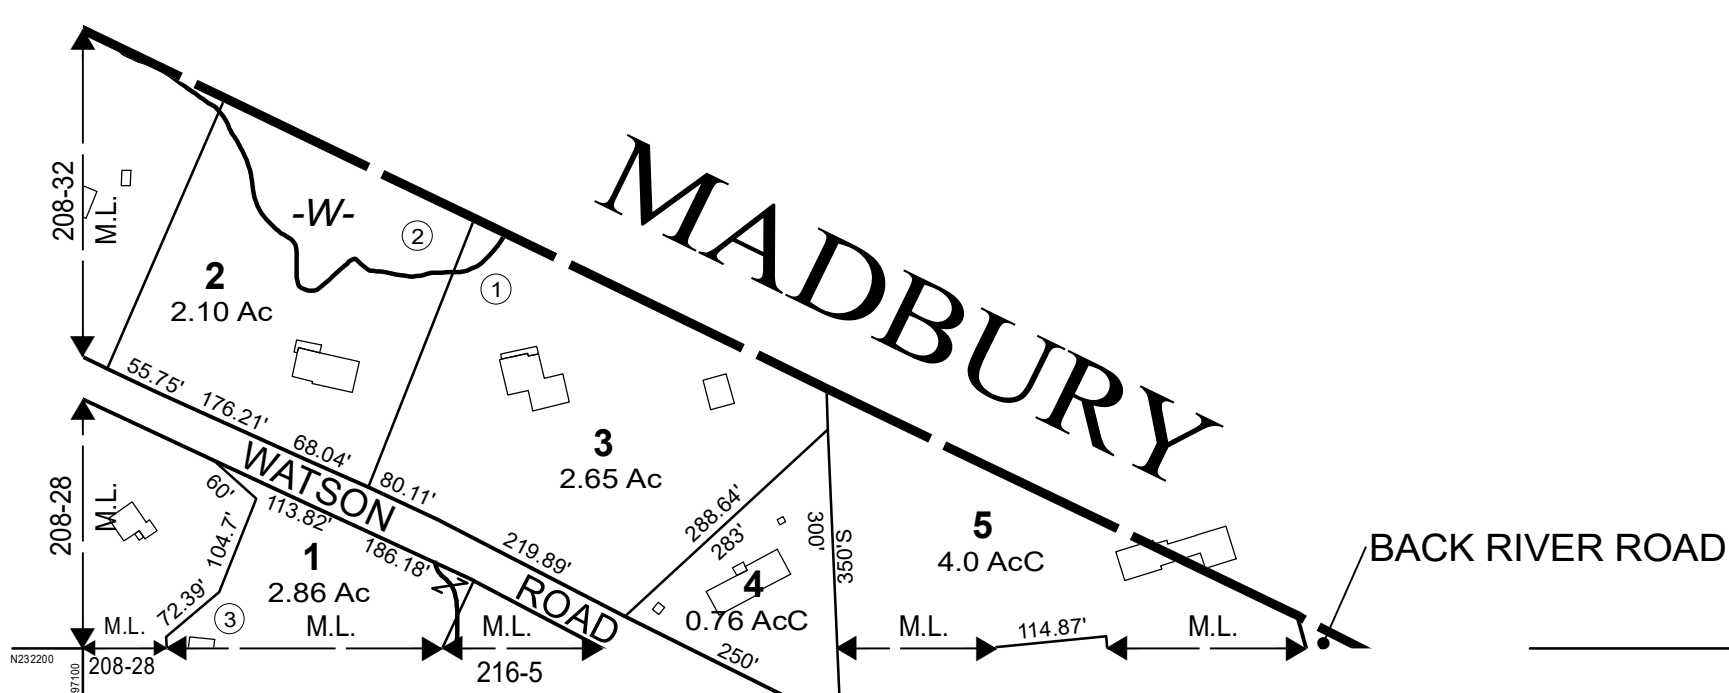 MADBURY
208-32
M.L.
-W-
2
1
2
2.10 Ac
55.75'
176.21'
68.04'
80.11'
219.89'
3
2.65 Ac
WATSON
ROAD
208-28
M.L.
60'
104.7'
72.39'
113.82'
186.18'
1
2.86 Ac
3
288.64'
283'
300'
350'S
4
0.76 AcC
250'
5
4.0 AcC
BACK RIVER ROAD
M.L.
M.L.
M.L.
M.L.
114.87'
M.L.
N232200
208-28
216-5
97100